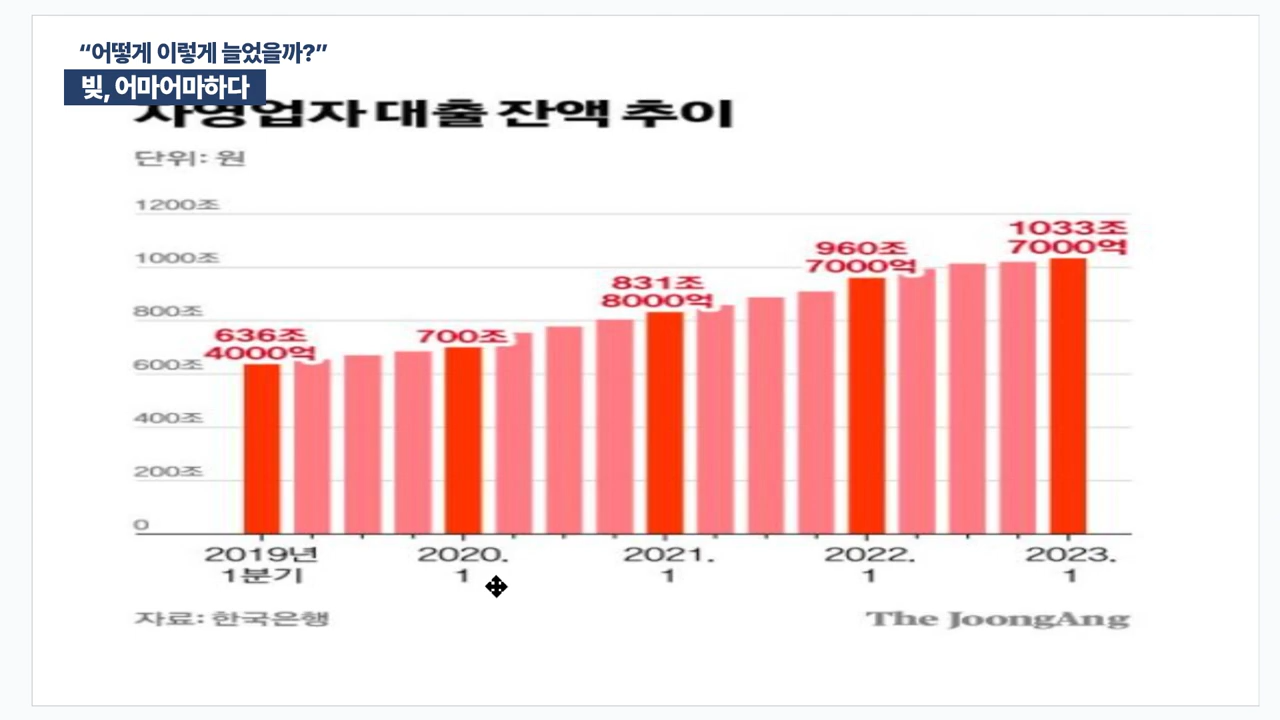 “어떻게 이렇게 늘었을까?”
빚, 어마어마하다
자영업자 대출 잔액 추이
단위: 원
1200조
1000조
800조
600조
400조
200조
0
636조
4000억
700조
831조
8000억
960조
7000억
1033조
7000억
2019년
1분기
2020.
1
2021.
1
2022.
1
2023.
1
자료: 한국은행
The JoongAng